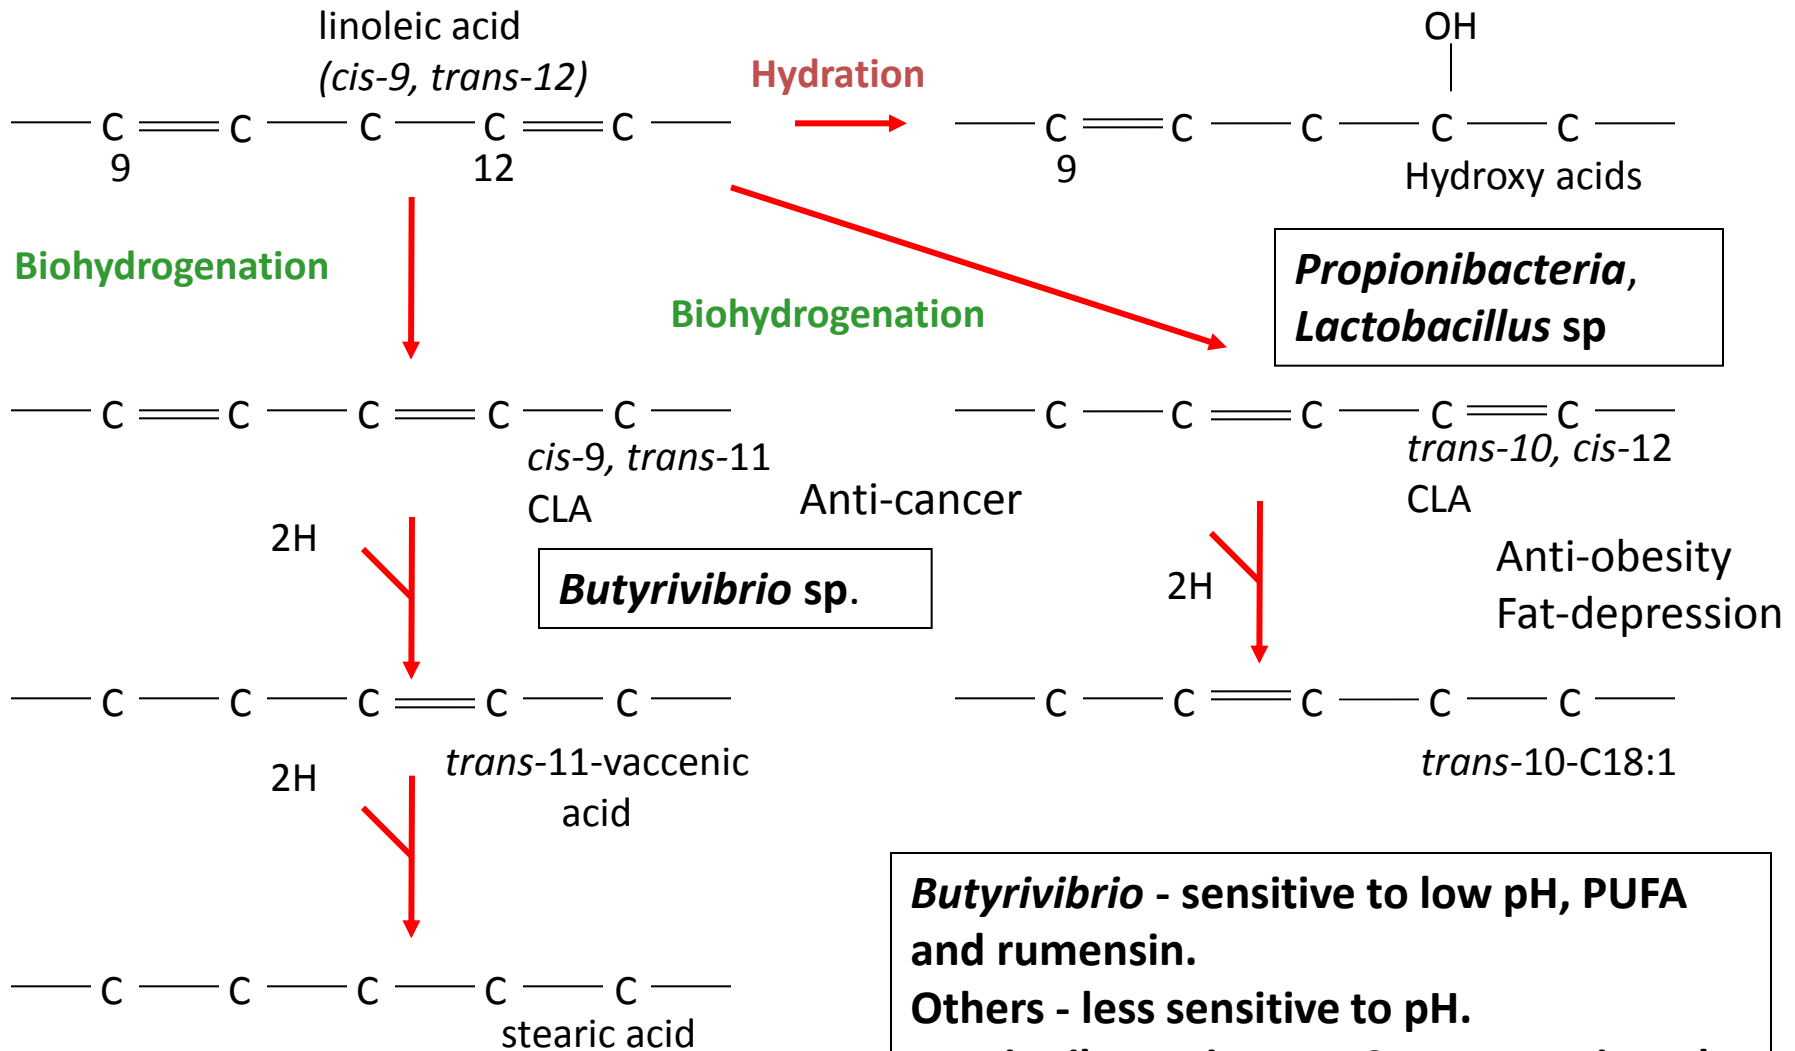 linoleic acid
(cis-9, trans-12)
Hydration
OH
C C C C C
9 12
C C C C C
9
Hydroxy acids
Biohydrogenation
Biohydrogenation
Propionibacteria,
Lactobacillus sp
C C C C C
cis-9, trans-11
CLA
Anti-cancer
C C C C C
trans-10, cis-12
CLA
2H
Butyrivibrio sp.
2H
Anti-obesity
Fat-depression
C C C C C
trans-11-vaccenic
acid
C C C C C
trans-10-C18:1
2H
C C C C C
stearic acid
Butyrivibrio - sensitive to low pH, PUFA
and rumensin.
Others - less sensitive to pH.